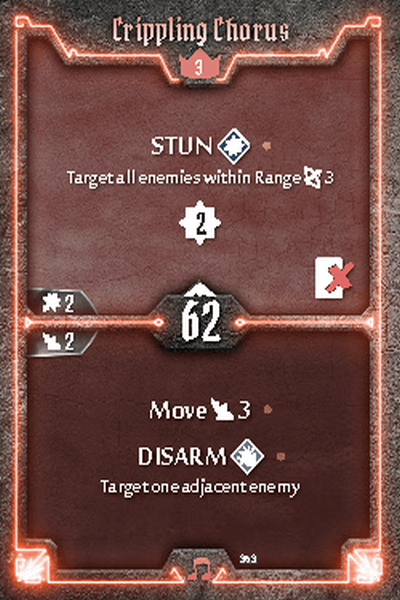 Crippling Chorus
3
STUN
Target all enemies within Range 3
2
2
62
2
Move 3
DISARM
Target one adjacent enemy